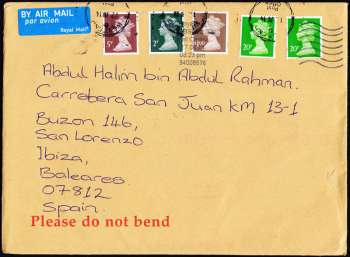 BY AIR MAIL
par avion
Royal Mail
Abdul Halim bin Abdul Rahman.
Carretera San Juan KM 13-1
Buzon 146,
San Lorenzo
Ibiza,
Baleares.
07812
Spain.
Please do not bend